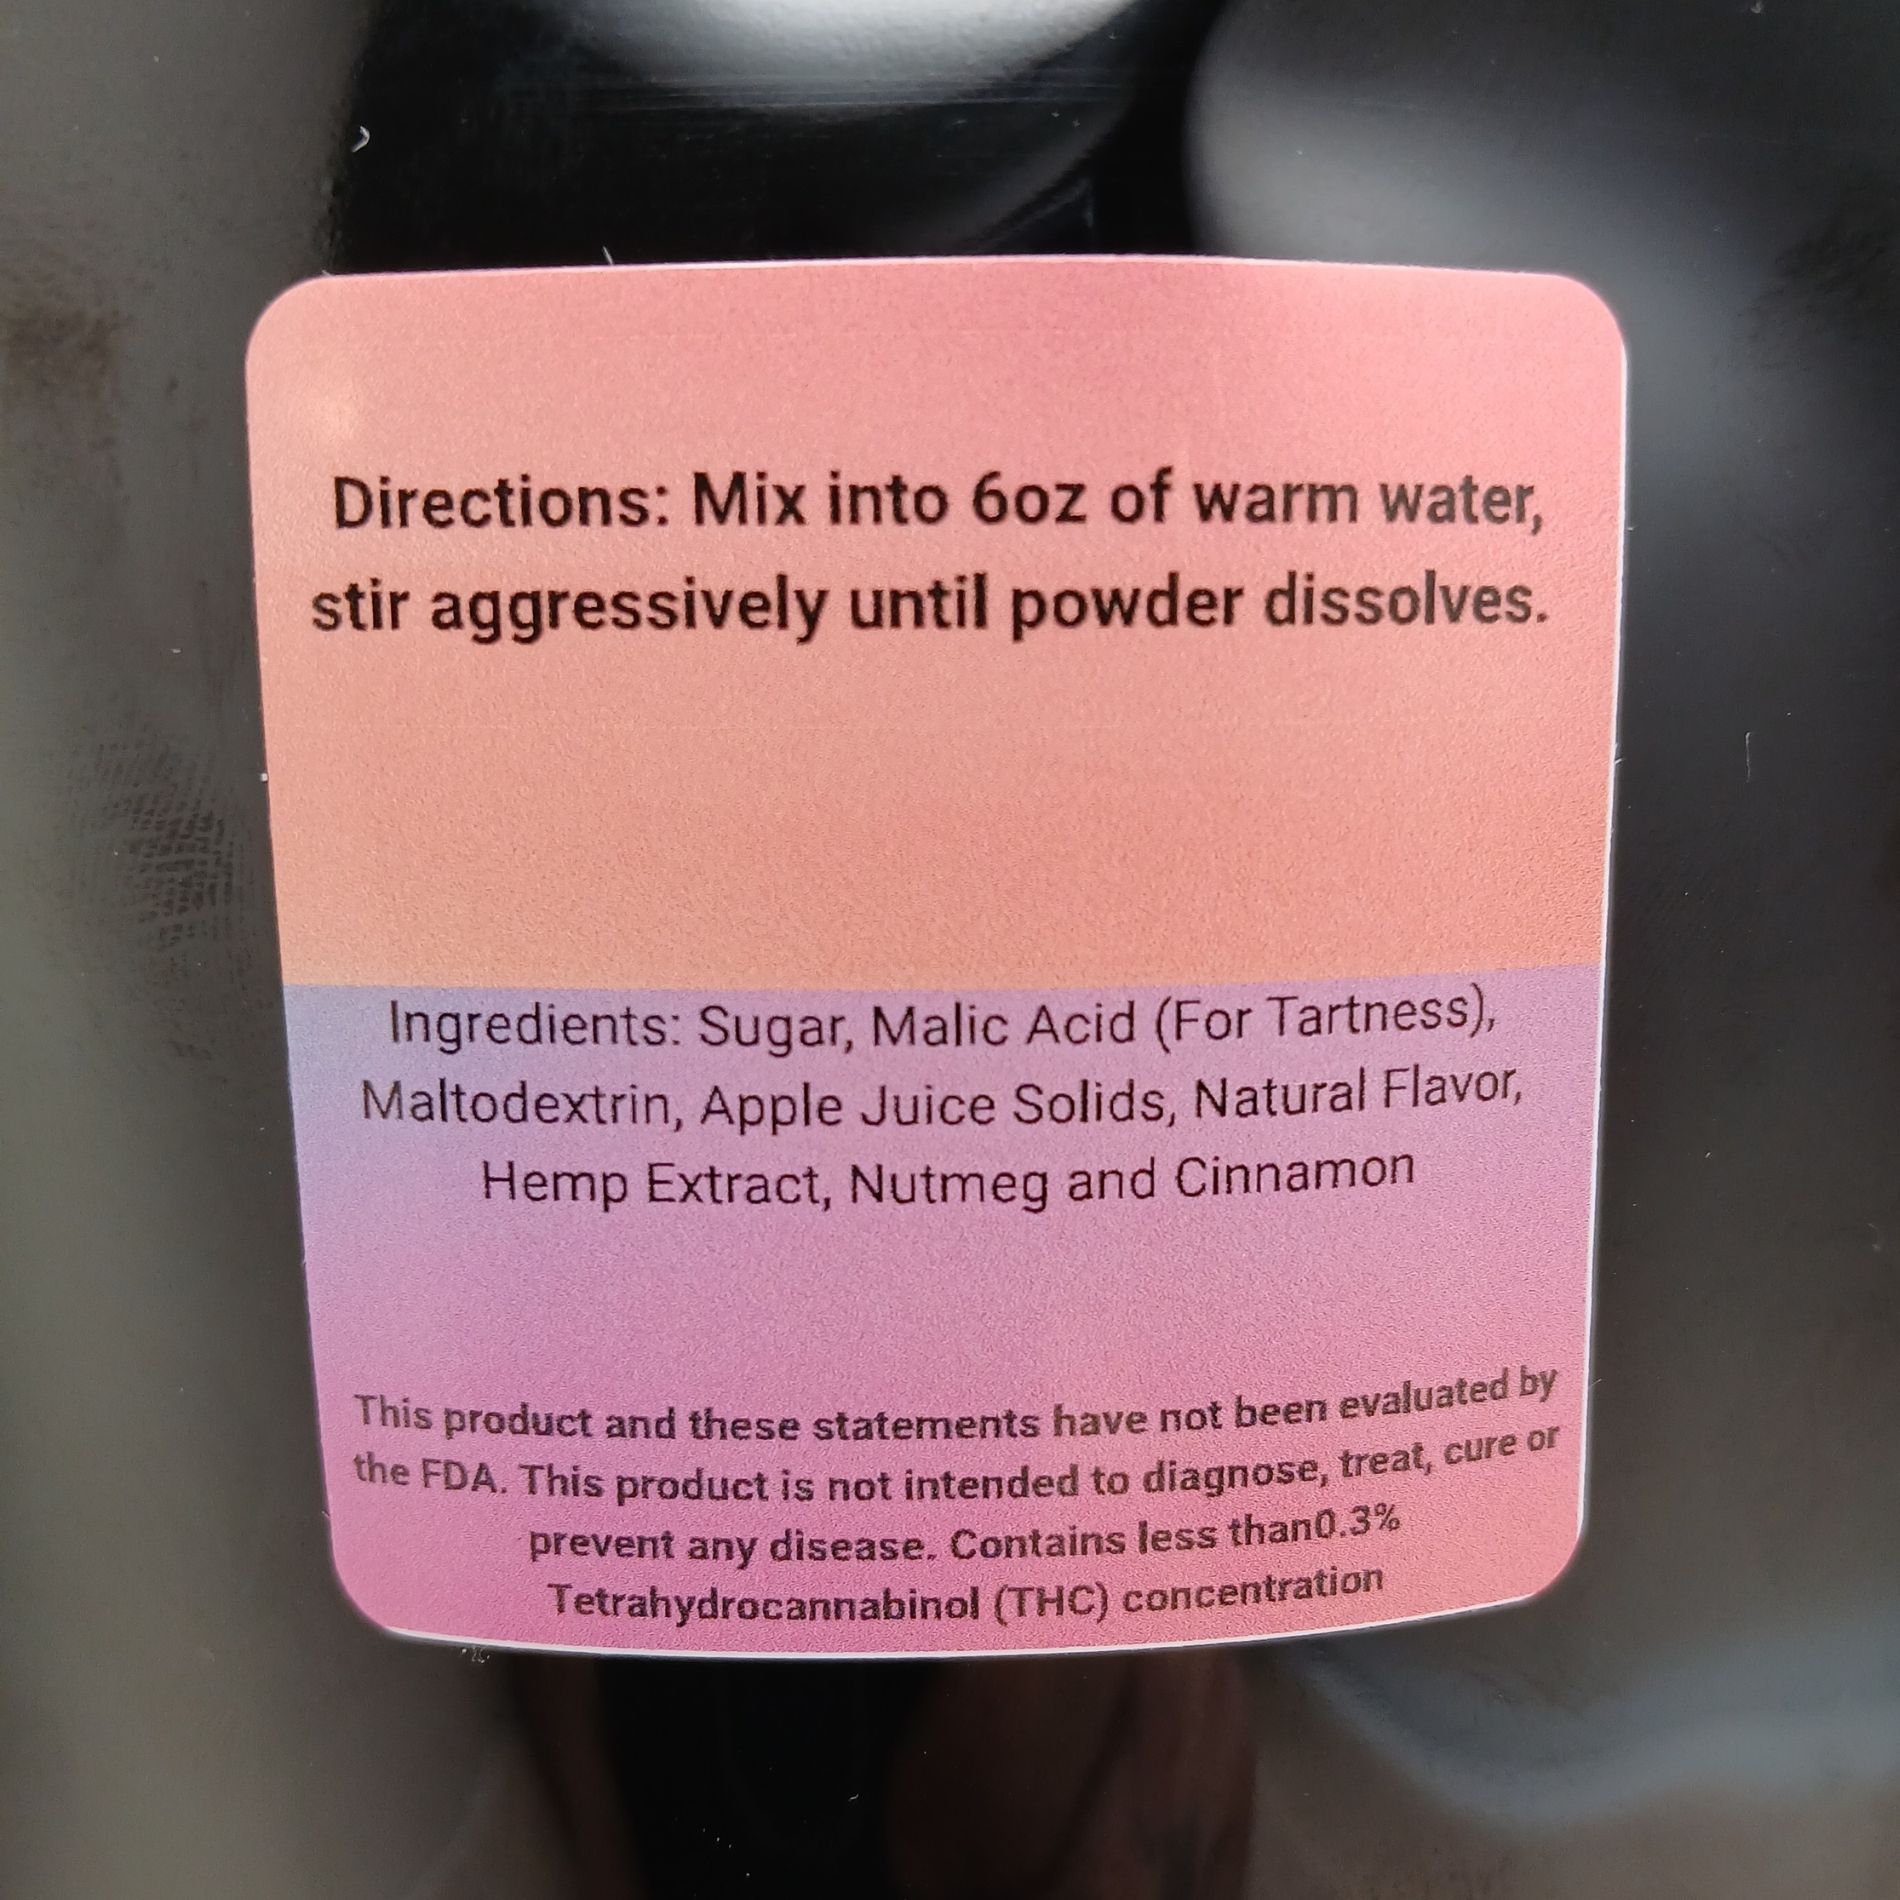 Directions: Mix into 6oz of warm water,
stir aggressively until powder dissolves.
Ingredients: Sugar, Malic Acid (For Tartness),
Maltodextrin, Apple Juice Solids, Natural Flavor,
Hemp Extract, Nutmeg and Cinnamon
This product and these statements have not been evaluated by
the FDA. This product is not intended to diagnose, treat, cure or
prevent any disease. Contains less than0.3%
Tetrahydrocannabinol (THC) concentration